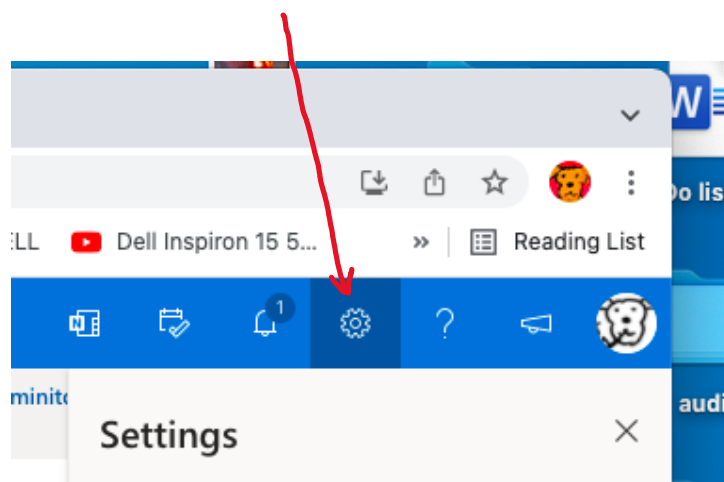 W
Do lis
ELL
Dell Inspiron 15 5...
»
Reading List
N
1
?
minito
audi
Settings